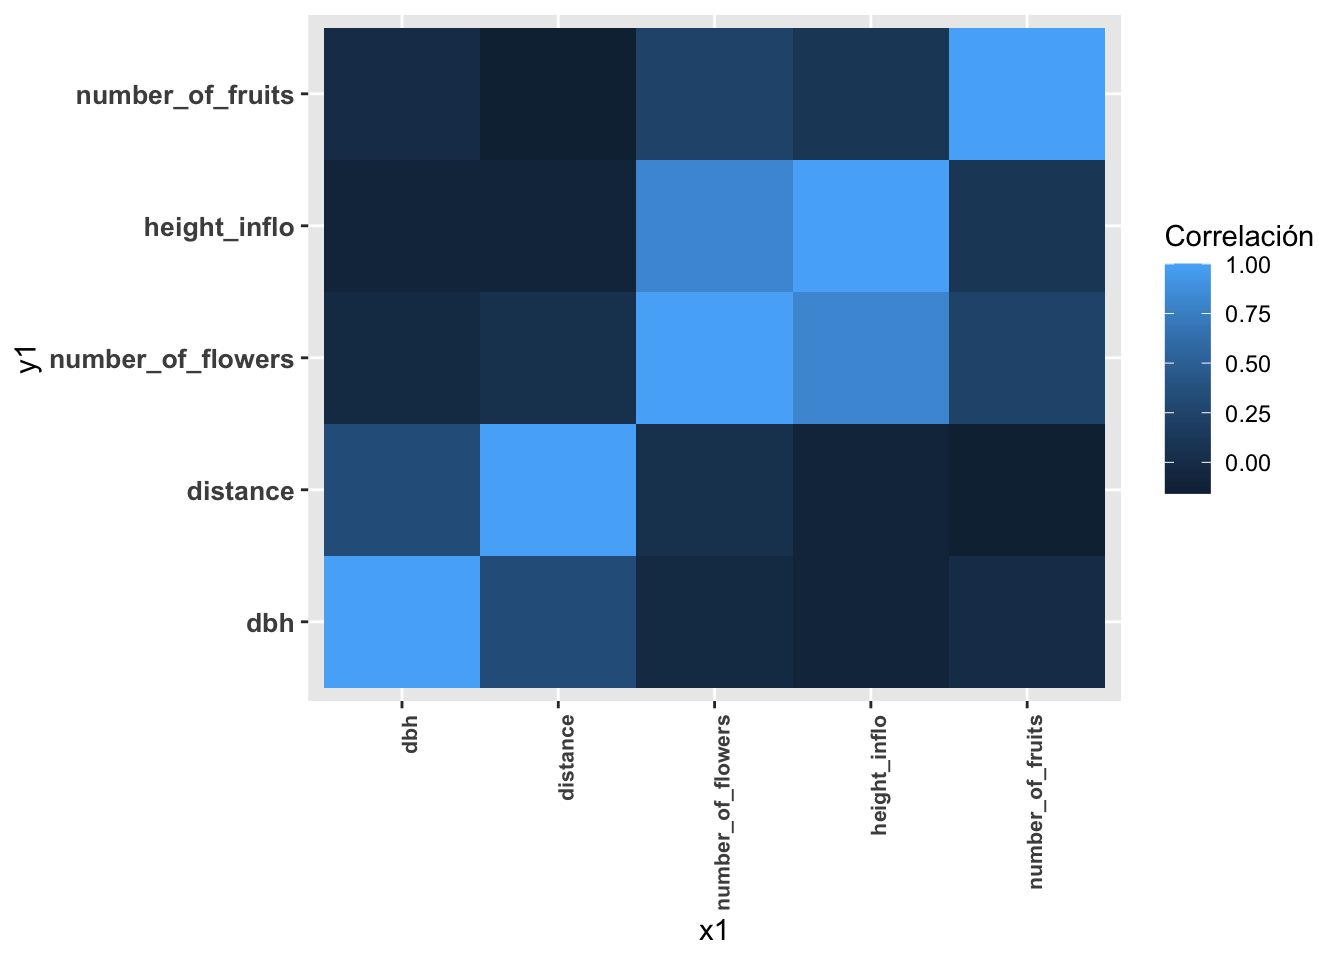 number_of_fruits
height_inflo
number_of_flowers
distance
dbh
y1
dbh
distance
number_of_flowers
height_inflo
number_of_fruits
x1
Correlación
1.00
0.75
0.50
0.25
0.00